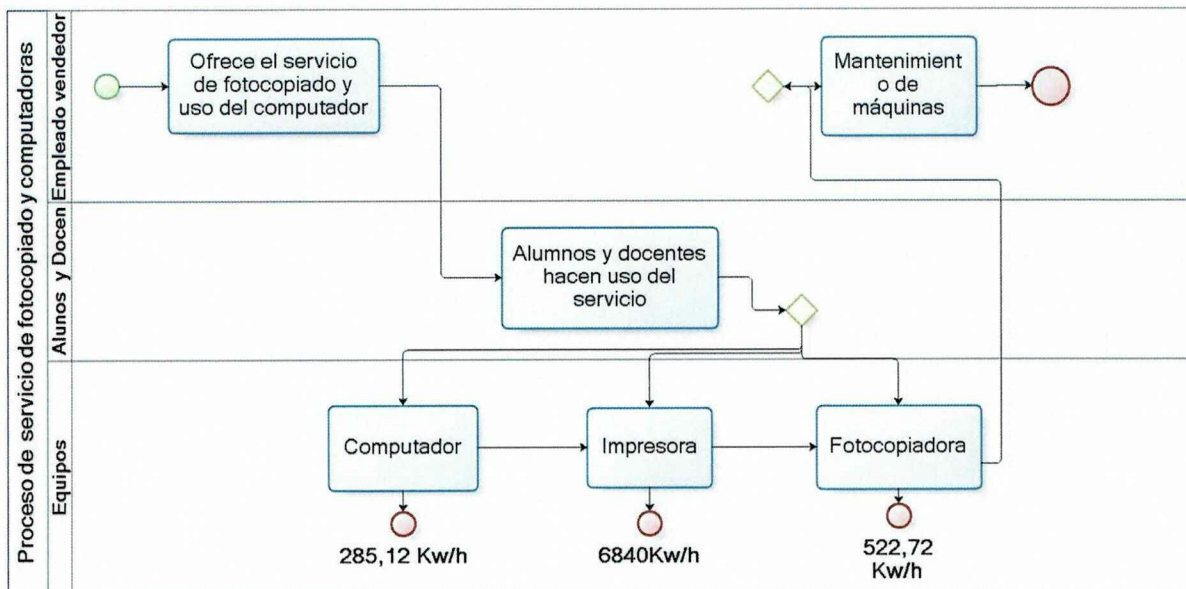 Proceso de servicio de fotocopiado y computadoras
Empleado vendedor
Ofrece el servicio
de fotocopiado y
uso del computador
Mantenimient
o de
máquinas
Alunos y Docen
Alumnos y docentes
hacen uso del
servicio
Equipos
Computador
Impresora
Fotocopiadora
285,12 Kw/h
6840Kw/h
522,72
Kw/h